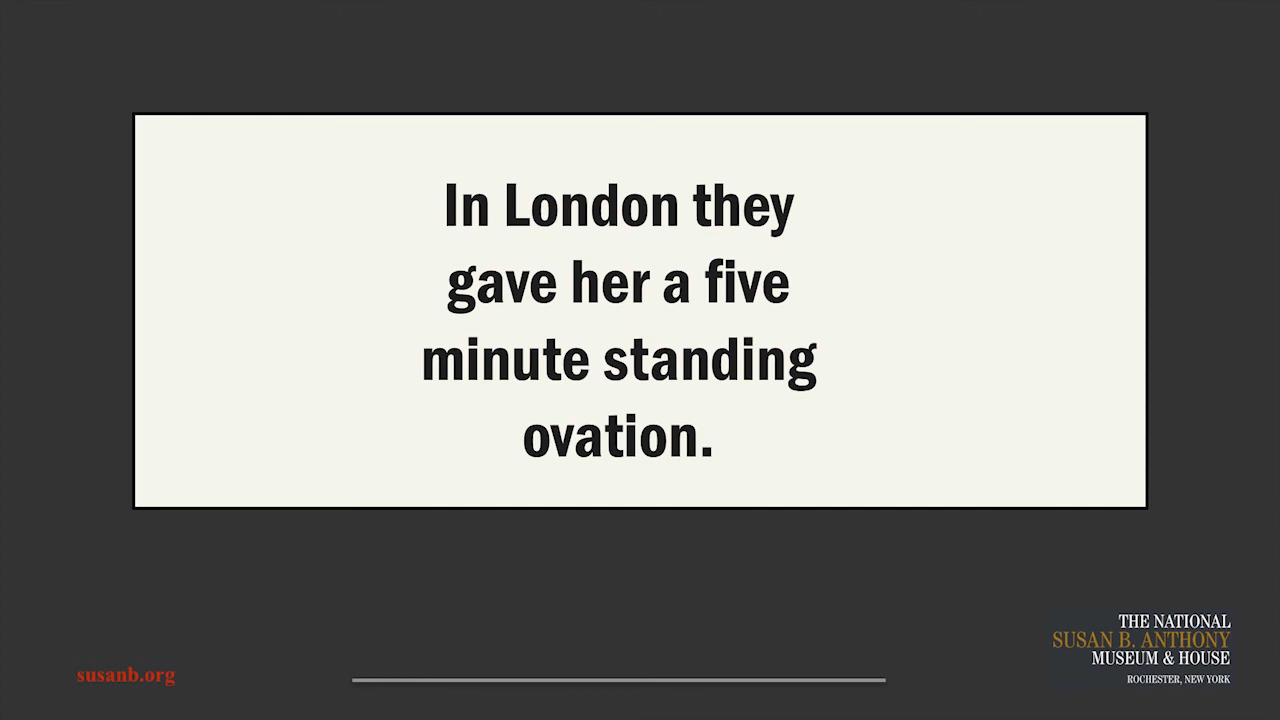 In London they
gave her a five
minute standing
ovation.
THE NATIONAL
SUSAN B. ANTHONY
MUSEUM & HOUSE
ROCHESTER, NEW YORK
susanb.org